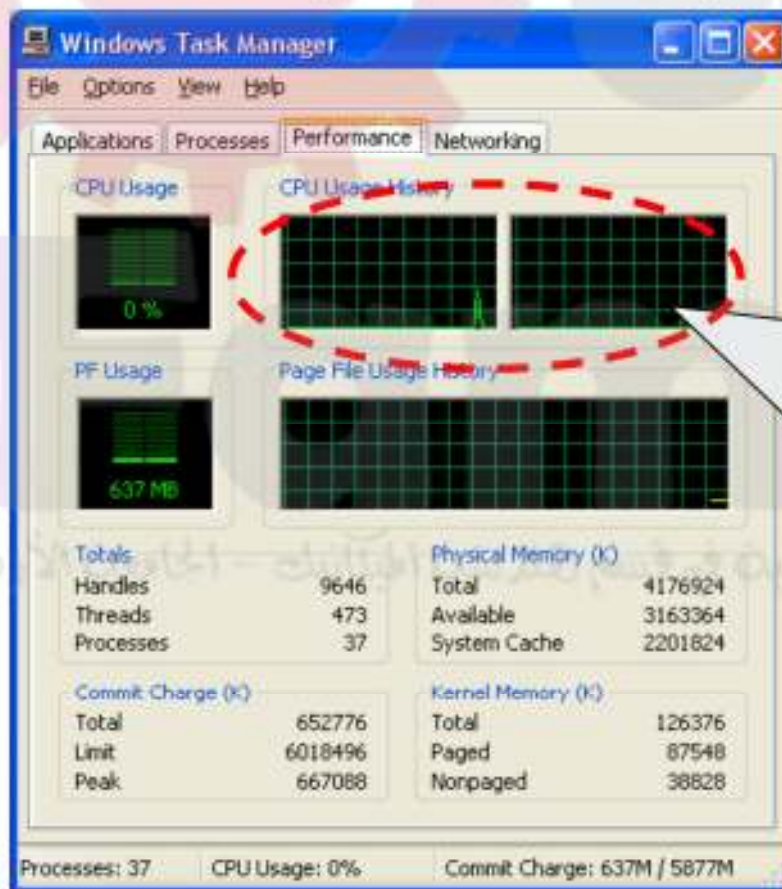 Windows Task Manager
File Options View Help
Applications Processes Performance Networking
CPU Usage CPU Usage History
0 %
PF Usage Page File Usage History
637 MB
Totals Physical Memory (K)
Handles 9646 Total 4176924
Threads 473 Available 3163364
Processes 37 System Cache 2201824
Commit Charge (K) Kernel Memory (K)
Total 652776 Total 126376
Limit 6018496 Paged 87548
Peak 667088 Nonpaged 38828
Processes: 37 CPU Usage: 0% Commit Charge: 637M / 5877M